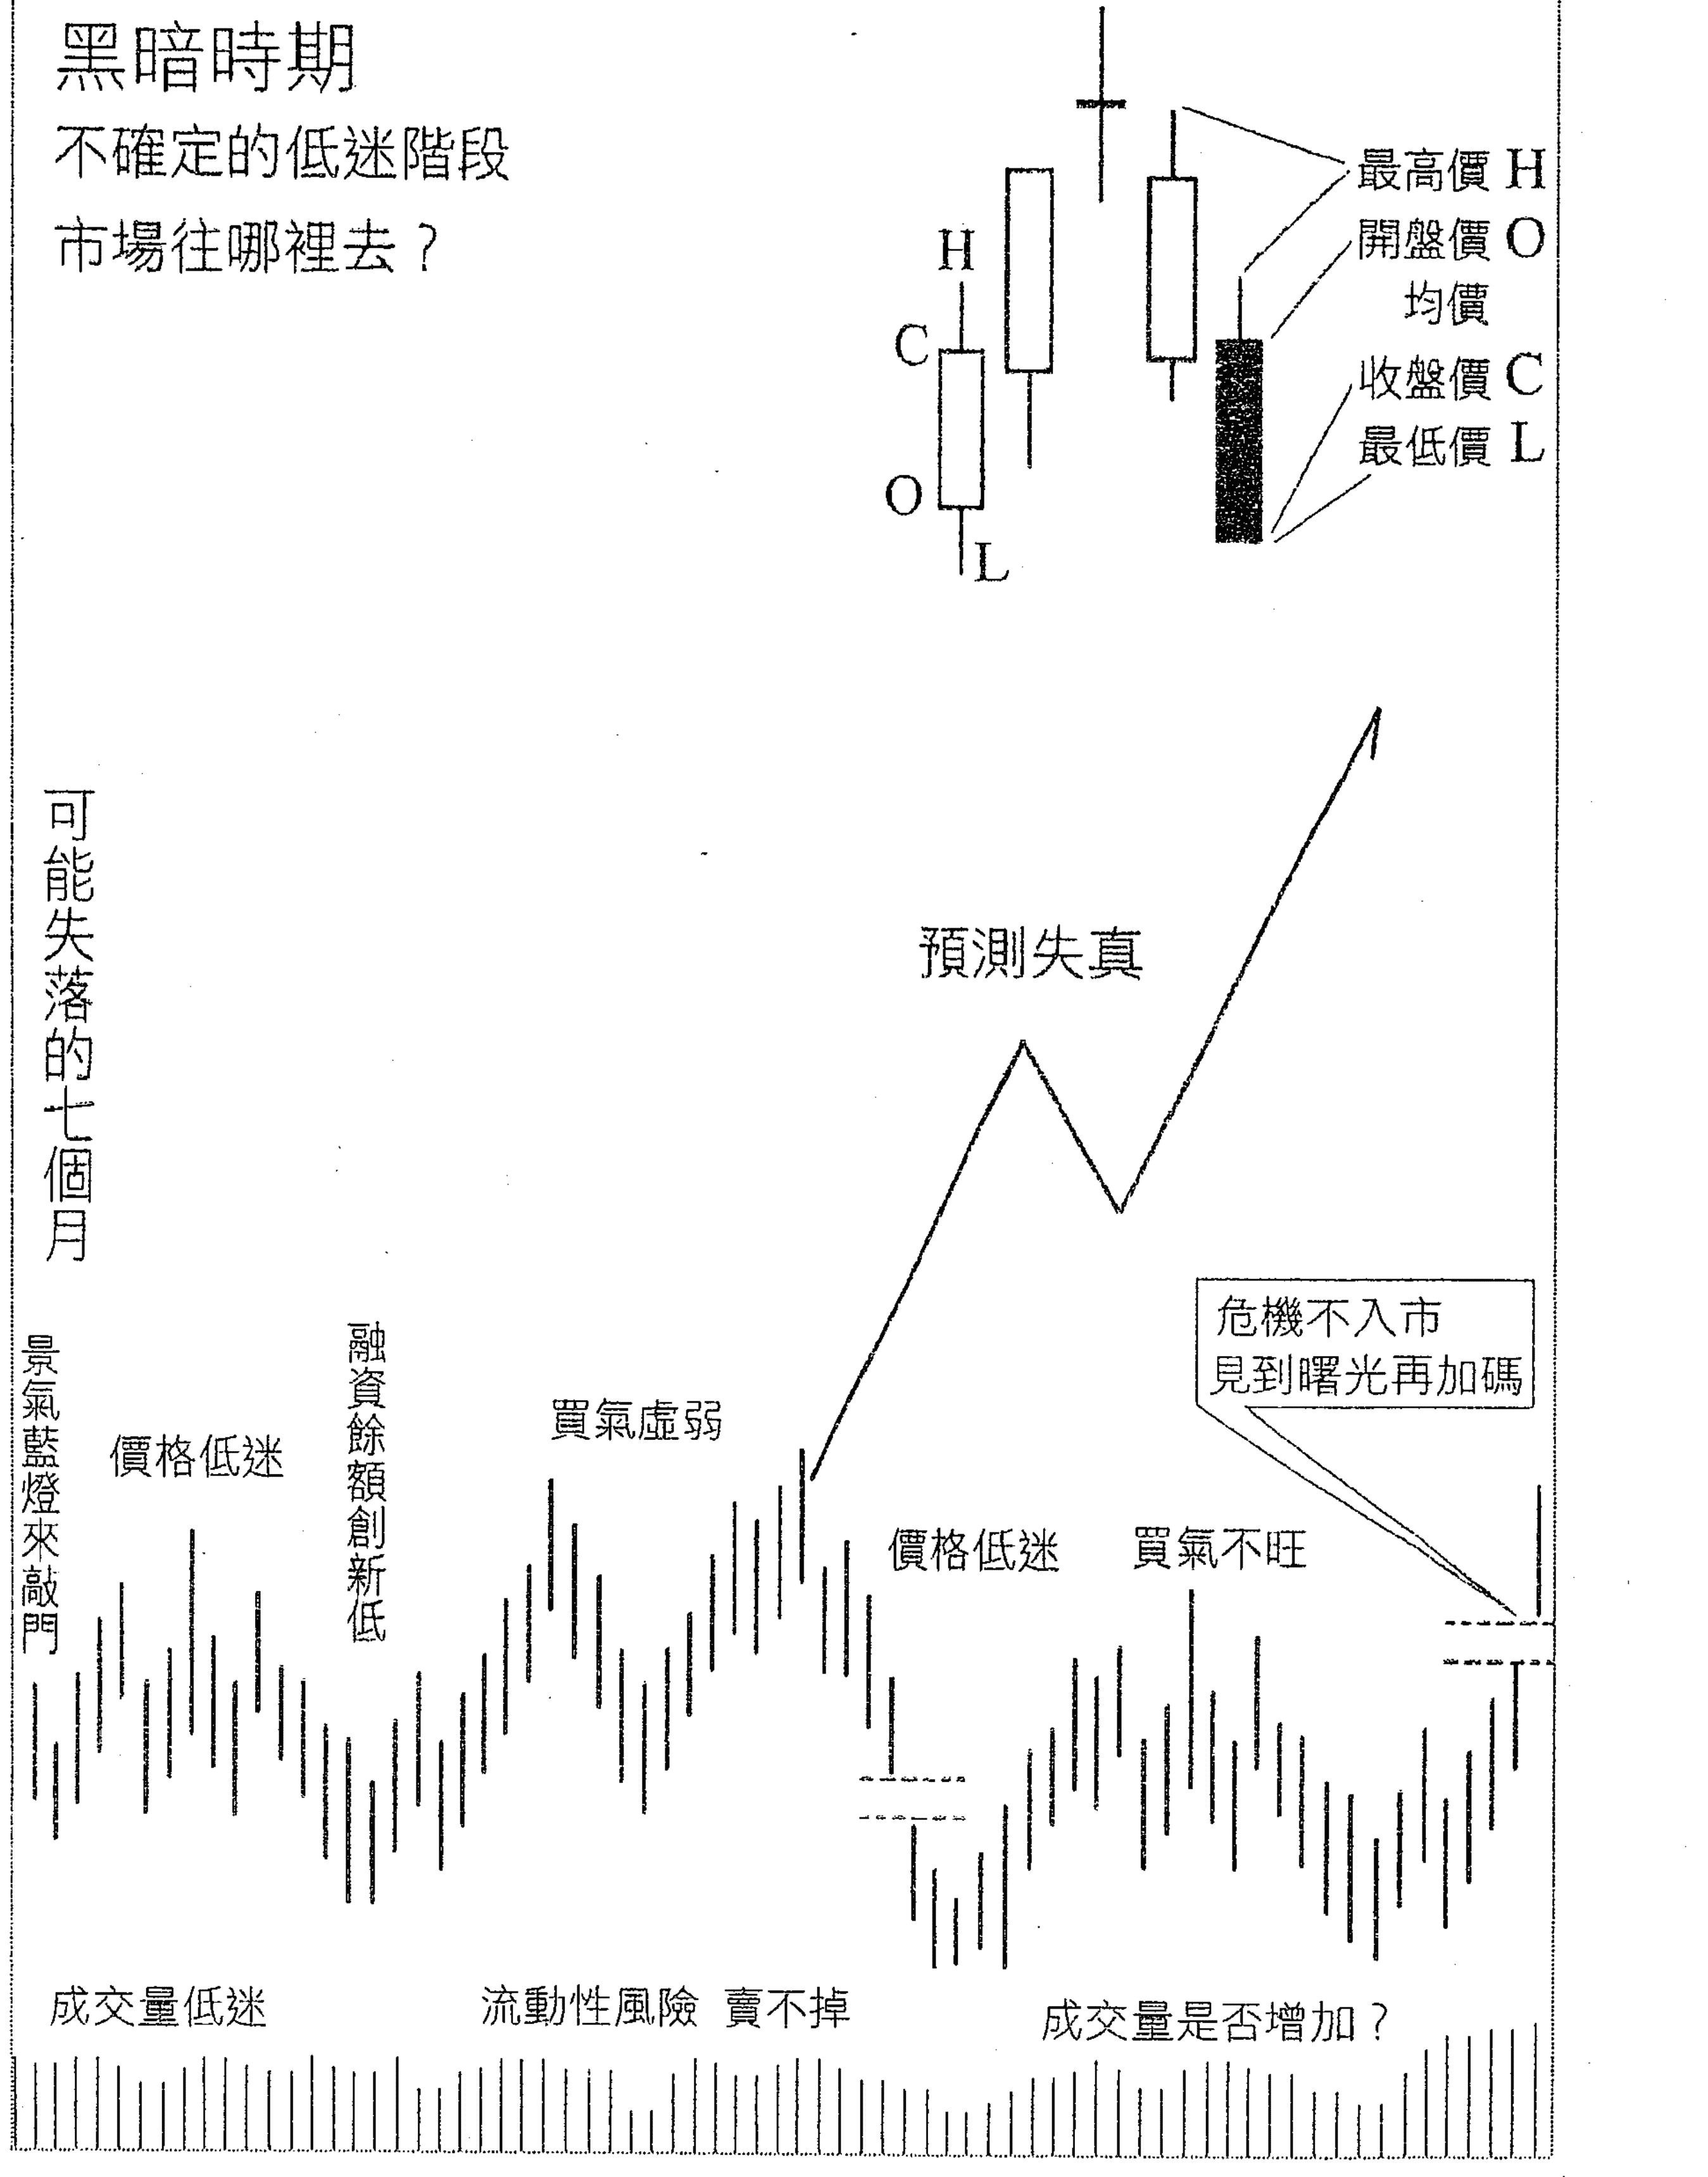 黑暗時期
不確定的低迷階段
市場往哪裡去？
H
C
O
L
最高價 H
開盤價 O
均價
收盤價 C
最低價 L
可能失落的七個月
預測失真
危機不入市
見到曙光再加碼
景氣藍燈來敲門
價格低迷
融資餘額創新低
買氣虛弱
價格低迷
買氣不旺
成交量低迷
流動性風險 賣不掉
成交量是否增加？